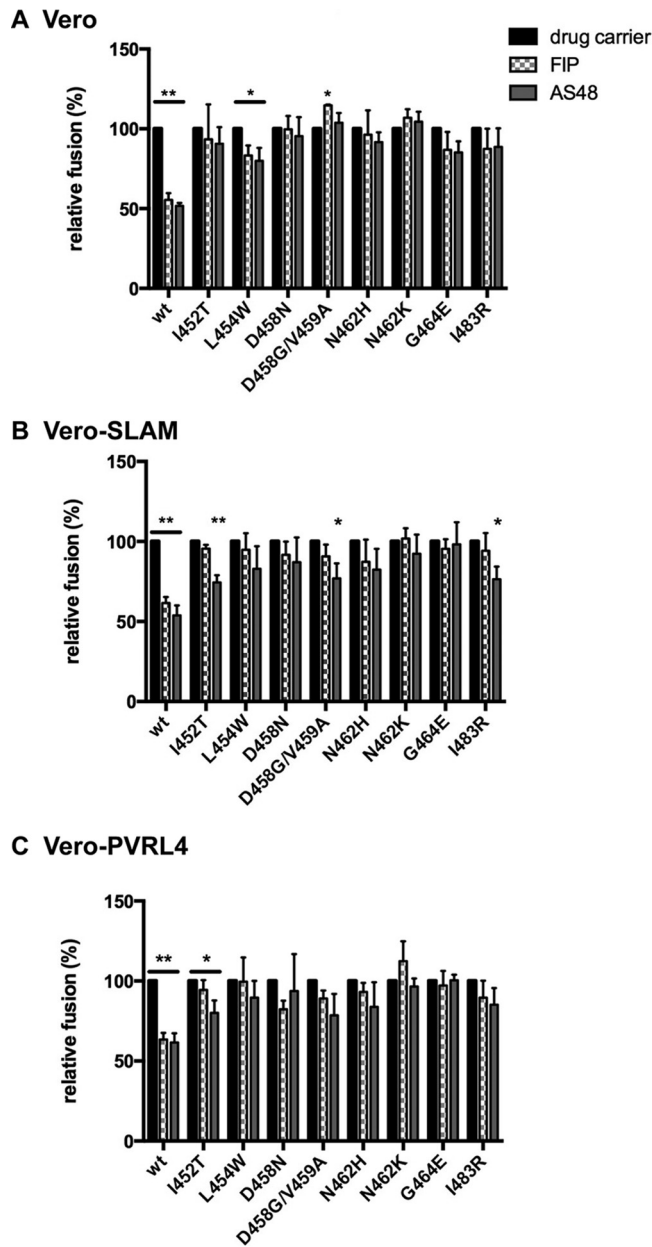 A Vero
drug carrier
FIP
AS48
relative fusion (%)
150
100
50
0
** * *
wt I452T L454W D458N D458G/V459A N462H N462K G464E I483R
B Vero-SLAM
relative fusion (%)
150
100
50
0
** ** * *
wt I452T L454W D458N D458G/V459A N462H N462K G464E I483R
C Vero-PVRL4
relative fusion (%)
150
100
50
0
** *
wt I452T L454W D458N D458G/V459A N462H N462K G464E I483R